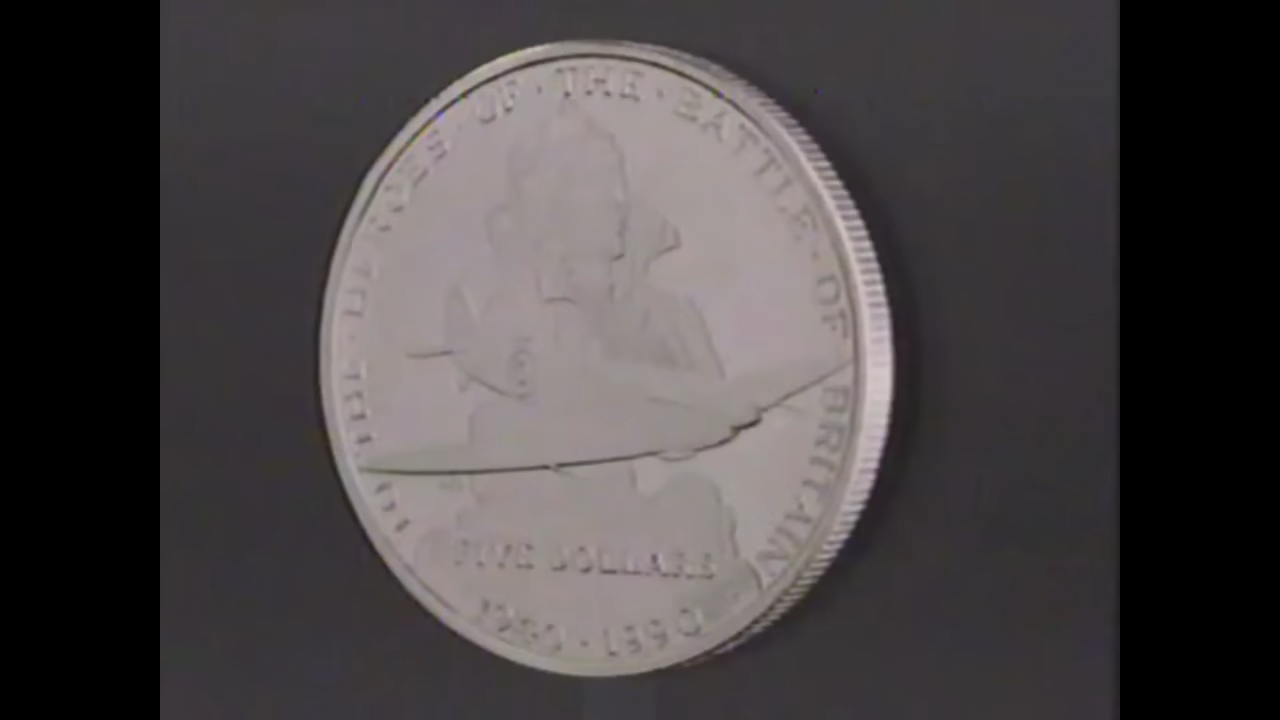 TO · THE · HEROES · OF · THE · BATTLE · OF · BRITAIN
FIVE DOLLARS
1940 · 1990